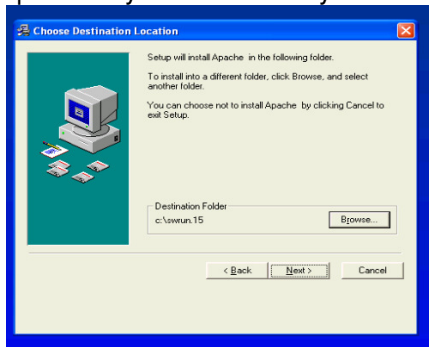 Choose Destination Location
Setup will install Apache in the following folder.
To install into a different folder, click Browse, and select
another folder.
You can choose not to install Apache by clicking Cancel to
exit Setup.
Destination Folder
c:\swrun.15
Browse...
< Back
Next >
Cancel